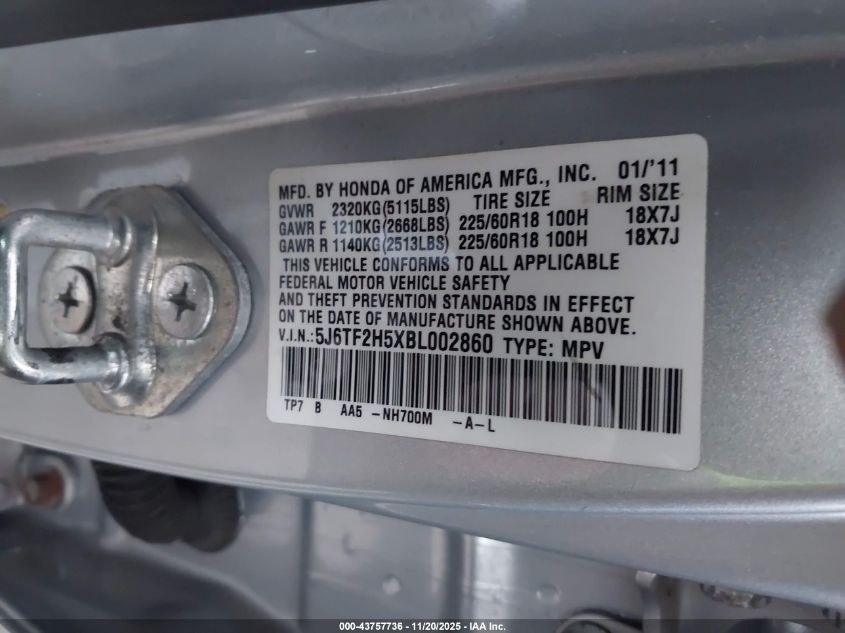 MFD. BY HONDA OF AMERICA MFG., INC. 01/'11
GVWR 2320KG(5115LBS) TIRE SIZE RIM SIZE
GAWR F 1210KG(2668LBS) 225/60R18 100H 18X7J
GAWR R 1140KG(2513LBS) 225/60R18 100H 18X7J
THIS VEHICLE CONFORMS TO ALL APPLICABLE
FEDERAL MOTOR VEHICLE SAFETY
AND THEFT PREVENTION STANDARDS IN EFFECT
ON THE DATE OF MANUFACTURE SHOWN ABOVE.
V.I.N.:5J6TF2H5XBL002860 TYPE: MPV
TP7 B AA5 -NH700M -A-L
000-43757736 - 11/20/2025 - IAA Inc.